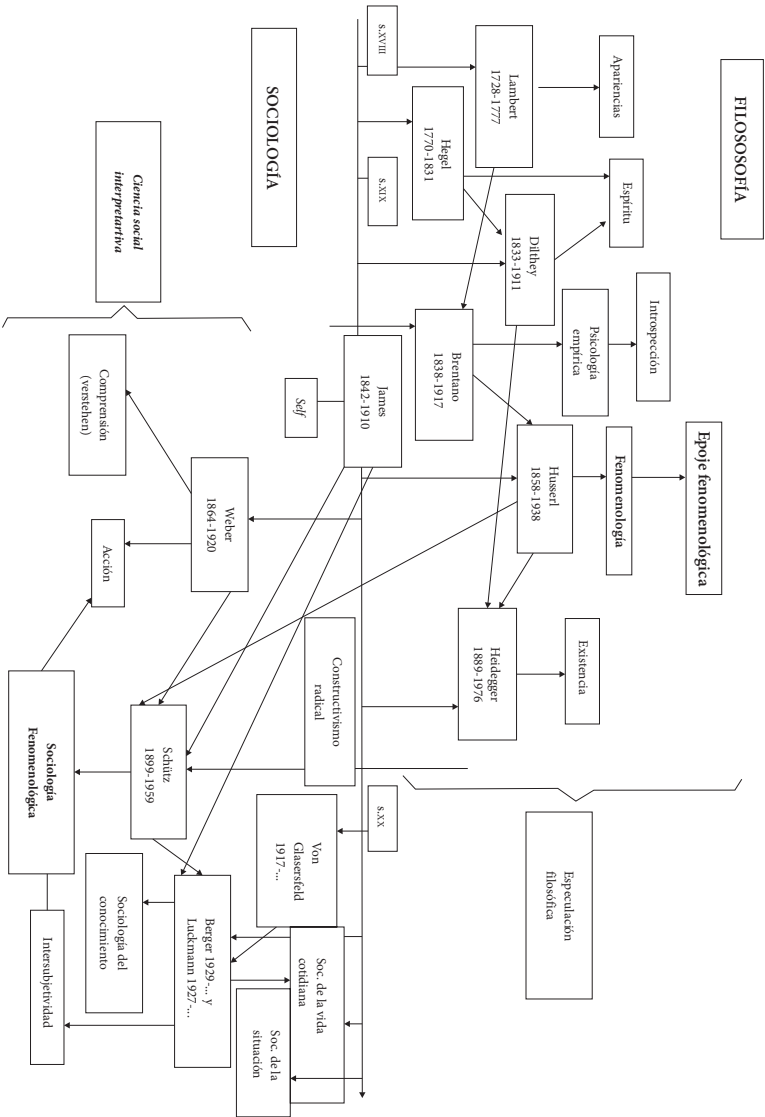 FILOSOFÍA
Apariencias
Espíritu
Introspección
Epoje fenomenológica
Psicología
empírica
Fenomenología
Existencia
Especulación
filosófica
Lambert
1728-1777
Hegel
1770-1831
Dilthey
1833-1911
Brentano
1838-1917
Husserl
1858-1938
Heidegger
1889-1976
s.XVIII
s.XIX
James
1842-1910
s.XX
SOCIOLOGÍA
Self
Constructivismo
radical
Von
Glasersfeld
1917-...
Soc. de la vida
cotidiana
Soc. de la
situación
Weber
1864-1920
Schütz
1899-1959
Berger 1929-... y
Luckmann 1927-...
Ciencia social
interpretartiva
Comprensión
(verstehen)
Acción
Sociología del
conocimiento
Sociología
Fenomenológica
Intersubjetividad